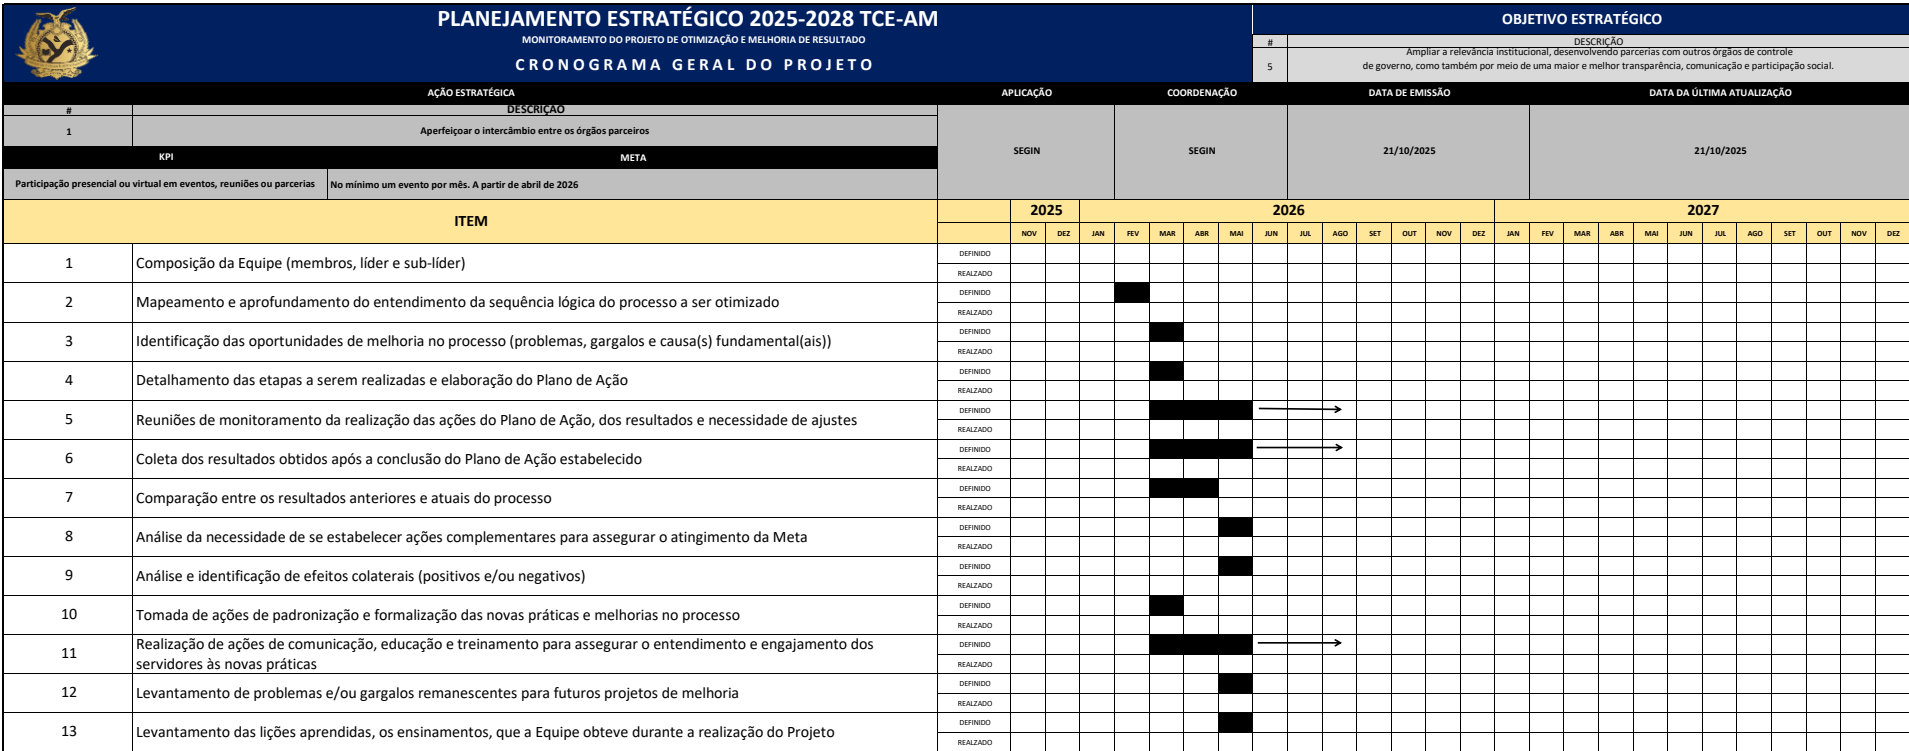 PLANEJAMENTO ESTRATÉGICO 2025-2028 TCE-AM
MONITORAMENTO DO PROJETO DE OTIMIZAÇÃO E MELHORIA DE RESULTADO
CRONOGRAMA GERAL DO PROJETO
OBJETIVO ESTRATÉGICO
# DESCRIÇÃO
5 Ampliar a relevância institucional, desenvolvendo parcerias com outros órgãos de controle
de governo, como também por meio de uma maior e melhor transparência, comunicação e participação social.
AÇÃO ESTRATÉGICA APLICAÇÃO COORDENAÇÃO DATA DE EMISSÃO DATA DA ÚLTIMA ATUALIZAÇÃO
# DESCRIÇÃO
1 Aperfeiçoar o intercâmbio entre os órgãos parceiros
SEGIN SEGIN 21/10/2025 21/10/2025
KPI META
Participação presencial ou virtual em eventos, reuniões ou parcerias No mínimo um evento por mês. A partir de abril de 2026
ITEM 2025 2026 2027
NOV DEZ JAN FEV MAR ABR MAI JUN JUL AGO SET OUT NOV DEZ JAN FEV MAR ABR MAI JUN JUL AGO SET OUT NOV DEZ
1 Composição da Equipe (membros, líder e sub-líder)
DEFINIDO
REALZADO
2 Mapeamento e aprofundamento do entendimento da sequência lógica do processo a ser otimizado
DEFINIDO
REALZADO
3 Identificação das oportunidades de melhoria no processo (problemas, gargalos e causa(s) fundamental(ais))
DEFINIDO
REALZADO
4 Detalhamento das etapas a serem realizadas e elaboração do Plano de Ação
DEFINIDO
REALZADO
5 Reuniões de monitoramento da realização das ações do Plano de Ação, dos resultados e necessidade de ajustes
DEFINIDO
REALZADO
6 Coleta dos resultados obtidos após a conclusão do Plano de Ação estabelecido
DEFINIDO
REALZADO
7 Comparação entre os resultados anteriores e atuais do processo
DEFINIDO
REALZADO
8 Análise da necessidade de se estabelecer ações complementares para assegurar o atingimento da Meta
DEFINIDO
REALZADO
9 Análise e identificação de efeitos colaterais (positivos e/ou negativos)
DEFINIDO
REALZADO
10 Tomada de ações de padronização e formalização das novas práticas e melhorias no processo
DEFINIDO
REALZADO
11 Realização de ações de comunicação, educação e treinamento para assegurar o entendimento e engajamento dos
servidores às novas práticas
DEFINIDO
REALZADO
12 Levantamento de problemas e/ou gargalos remanescentes para futuros projetos de melhoria
DEFINIDO
REALZADO
13 Levantamento das lições aprendidas, os ensinamentos, que a Equipe obteve durante a realização do Projeto
DEFINIDO
REALZADO